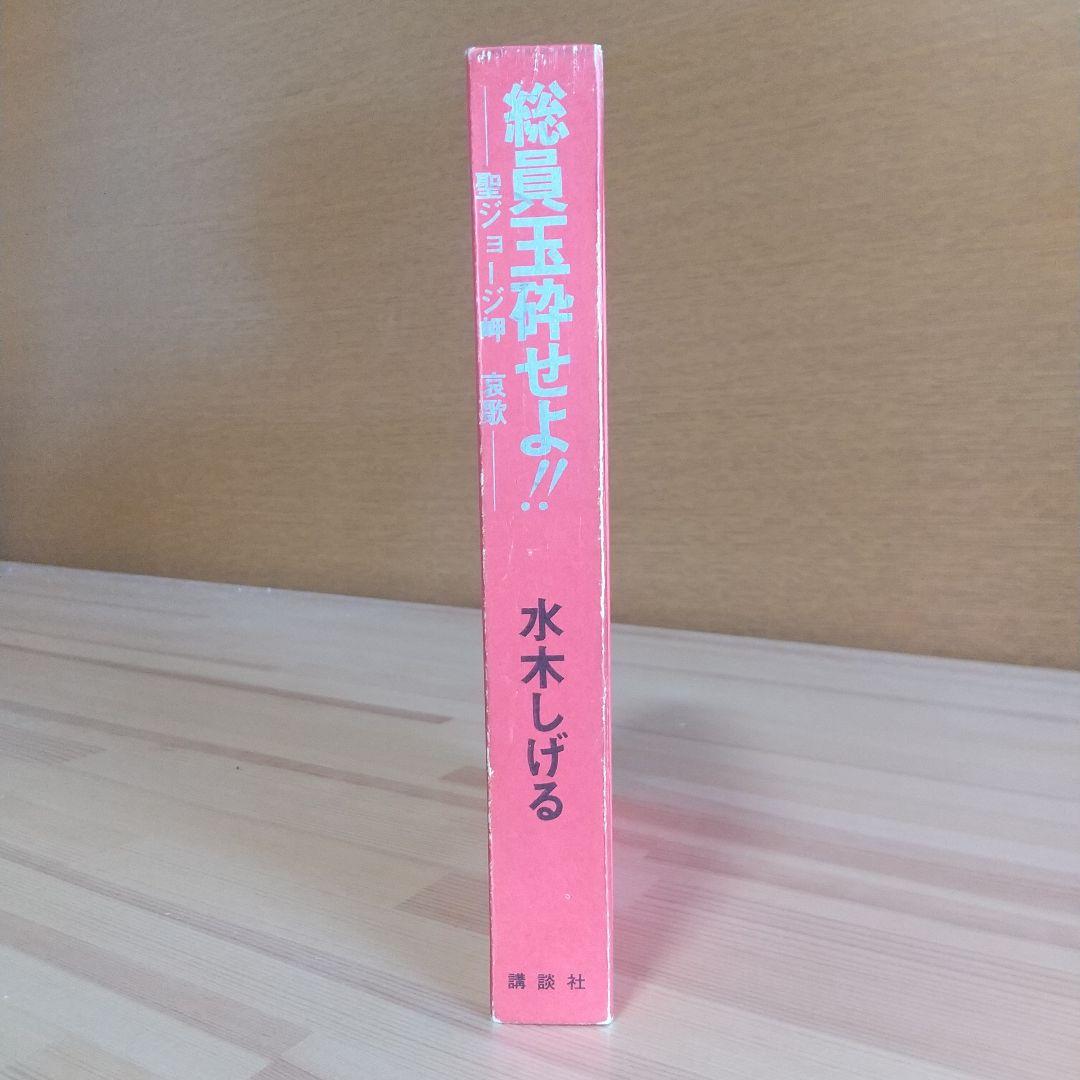 総員玉砕せよ!!
——聖ジョージ岬 哀歌——
水木しげる
講談社